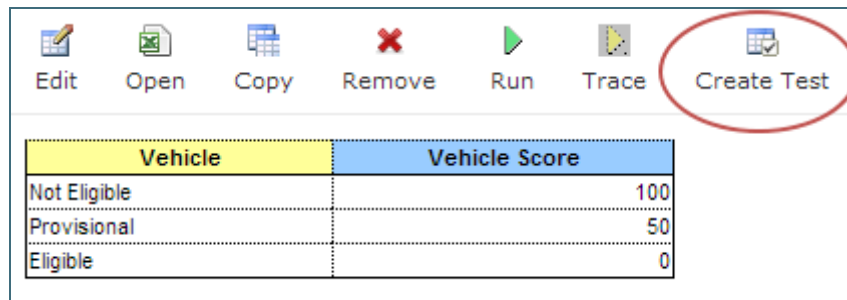 Edit Open Copy Remove Run Trace Create Test
Vehicle Vehicle Score
Not Eligible 100
Provisional 50
Eligible 0